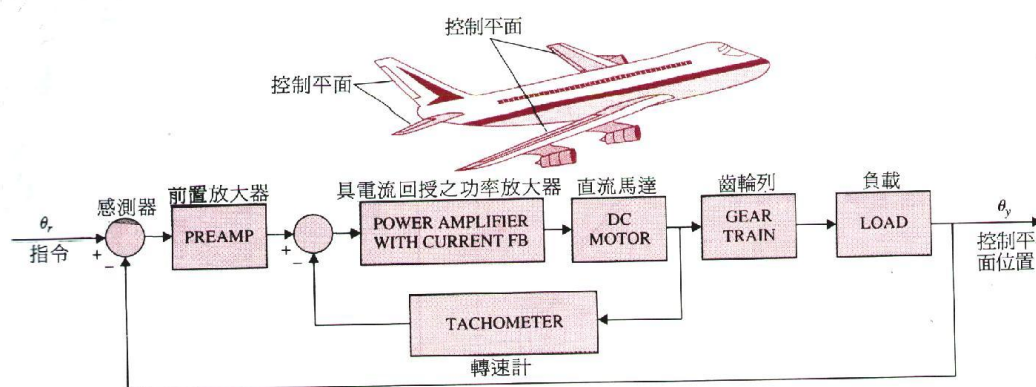 控制平面
控制平面
感測器
前置放大器
具電流回授之功率放大器
直流馬達
齒輪列
負載
θr
指令
+
−
PREAMP
+
−
POWER AMPLIFIER
WITH CURRENT FB
DC
MOTOR
GEAR
TRAIN
LOAD
θy
控制平
面位置
TACHOMETER
轉速計